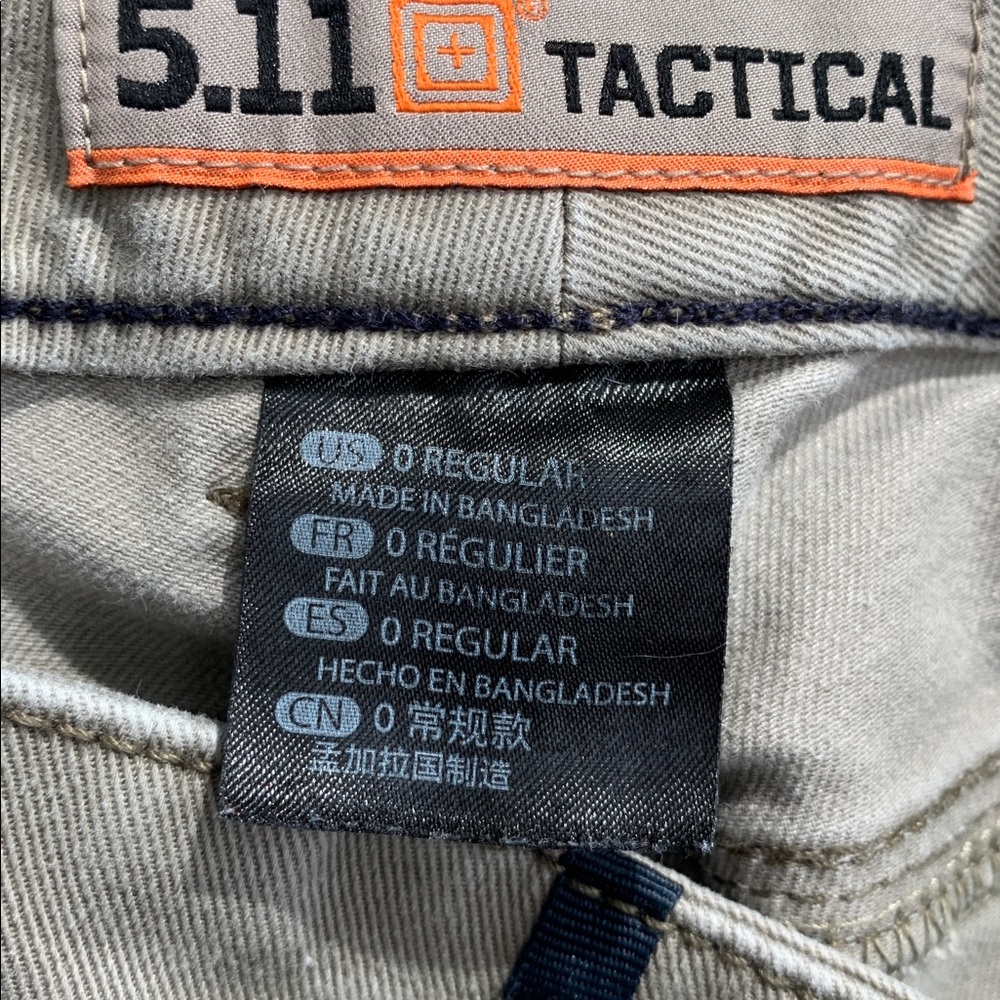 5.11 ® TACTICAL
US 0 REGULAR
MADE IN BANGLADESH
FR 0 RÉGULIER
FAIT AU BANGLADESH
ES 0 REGULAR
HECHO EN BANGLADESH
CN 0 常规款
孟加拉国制造